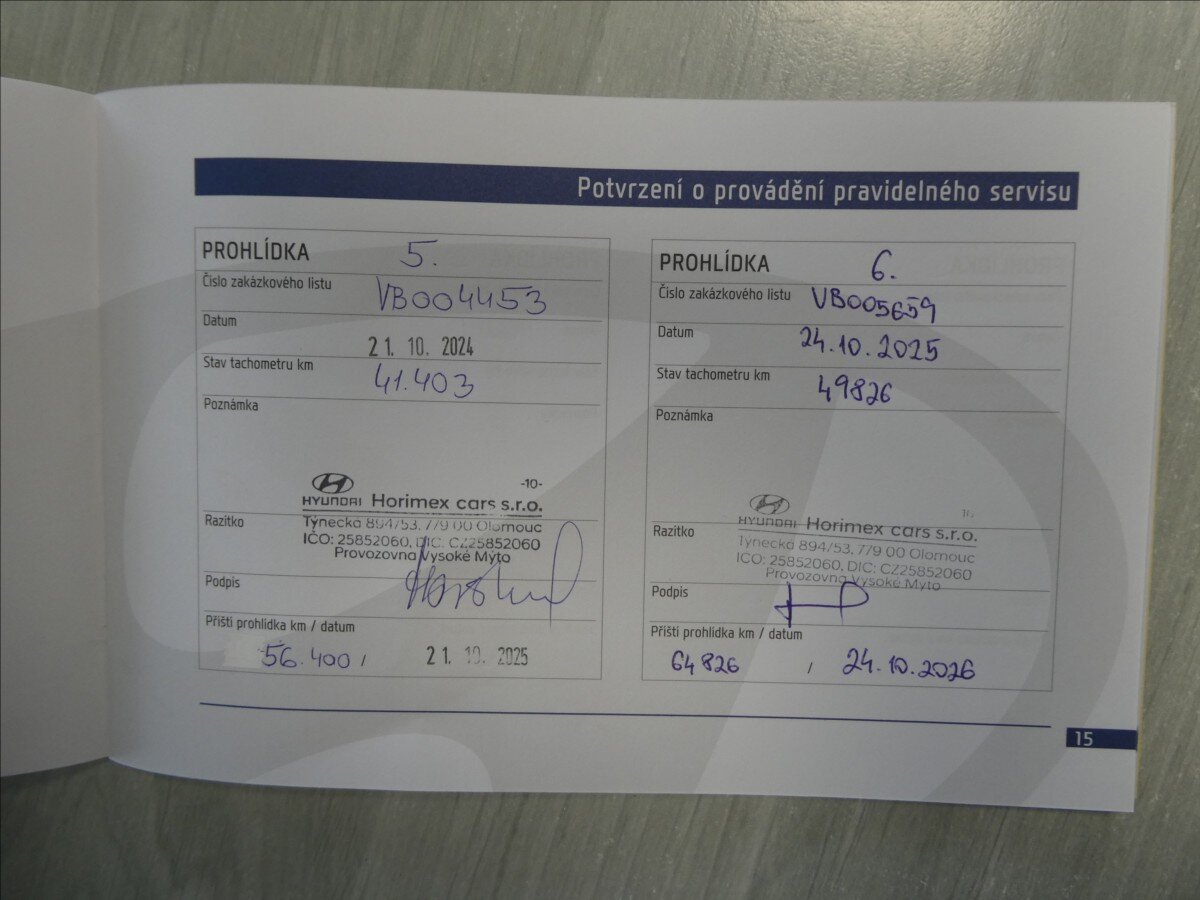 Potvrzení o provádění pravidelného servisu
PROHLÍDKA 5.
Číslo zakázkového listu VB004453
Datum 21. 10. 2024
Stav tachometru km 41.403
Poznámka
-10-
HYUNDAI Horimex cars s.r.o.
Týnecká 894/53, 779 00 Olomouc
IČO: 25852060, DIČ: CZ25852060
Provozovna Vysoké Mýto
Razítko
Podpis
Příští prohlídka km / datum
56.400 / 21. 10. 2025
PROHLÍDKA 6.
Číslo zakázkového listu VB005659
Datum 24.10.2025
Stav tachometru km 49826
Poznámka
10
HYUNDAI Horimex cars s.r.o.
Týnecká 894/53, 779 00 Olomouc
IČO: 25852060, DIČ: CZ25852060
Provozovna Vysoké Mýto
Razítko
Podpis
Příští prohlídka km / datum
64826 / 24.10.2026
15